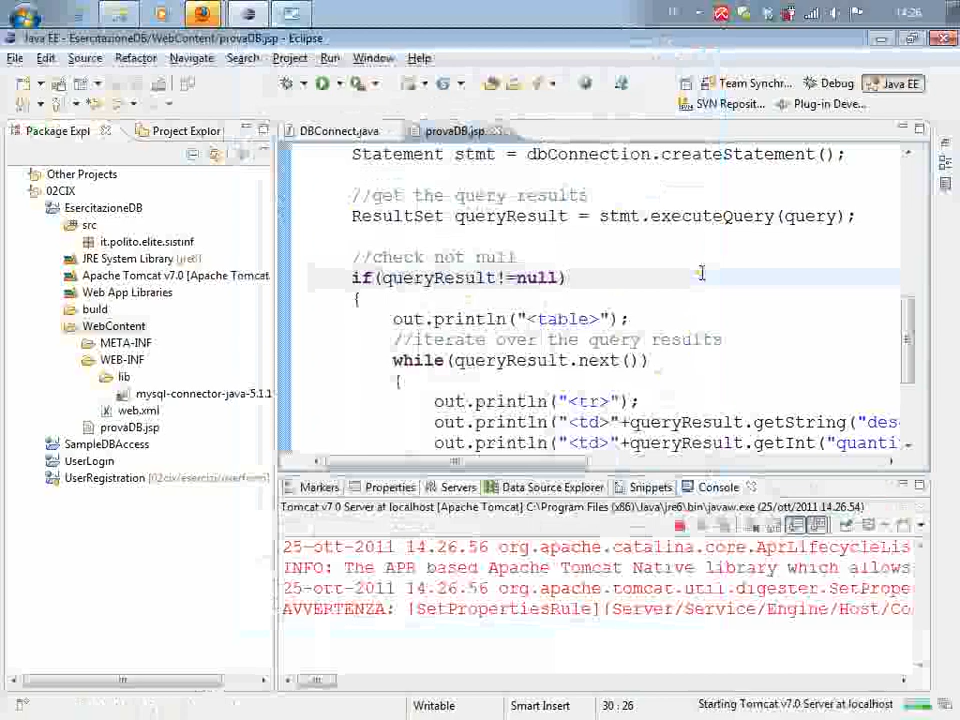 14:26
Java EE - EsercitazioneDB/WebContent/provaDB.jsp - Eclipse
File Edit Source Refactor Navigate Search Project Run Window Help
Team Synchr... Debug Java EE
SVN Reposit... Plug-in Deve...
Package Expl Project Explor DBConnect.java provaDB.jsp
Other Projects
02CIX
EsercitazioneDB
src
it.polito.elite.sistinf
JRE System Library [
Apache Tomcat v7.0 [Apache Tomcat
Web App Libraries
build
WebContent
META-INF
WEB-INF
lib
mysql-connector-java-5.1.1
web.xml
provaDB.jsp
SampleDBAccess
UserLogin
UserRegistration
Statement stmt = dbConnection.createStatement();
//get the query results
ResultSet queryResult = stmt.executeQuery(query);
//check not null
if(queryResult!=null)
{
out.println("<table>");
//iterate over the query results
while(queryResult.next())
{
out.println("<tr>");
out.println("<td>"+queryResult.getString("des
out.println("<td>"+queryResult.getInt("quanti
Markers Properties Servers Data Source Explorer Snippets Console
Tomcat v7.0 Server at localhost [Apache Tomcat] C:\Program Files (x86)\Java\jre6\bin\javaw.exe (25/ott/2011 14.26.54)
25-ott-2011 14.26.56 org.apache.catalina.core.AprLifecycleLis
INFO: The APR based Apache Tomcat Native library which allows
25-ott-2011 14.26.56 org.apache.tomcat.util.digester.SetPrope
AVVERTENZA: [SetPropertiesRule]{Server/Service/Engine/Host/Co
Writable Smart Insert 30 : 26 Starting Tomcat v7.0 Server at localhost